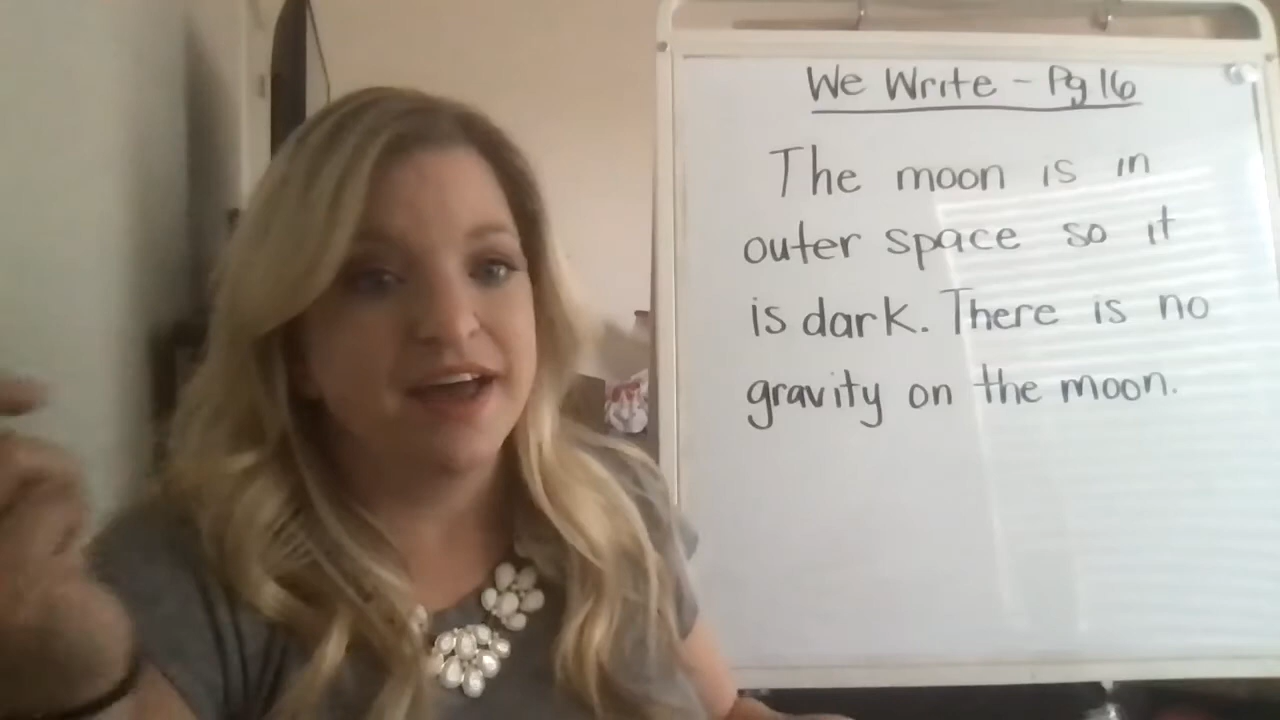 We Write - Pg 16
The moon is in
outer space so it
is dark. There is no
gravity on the moon.